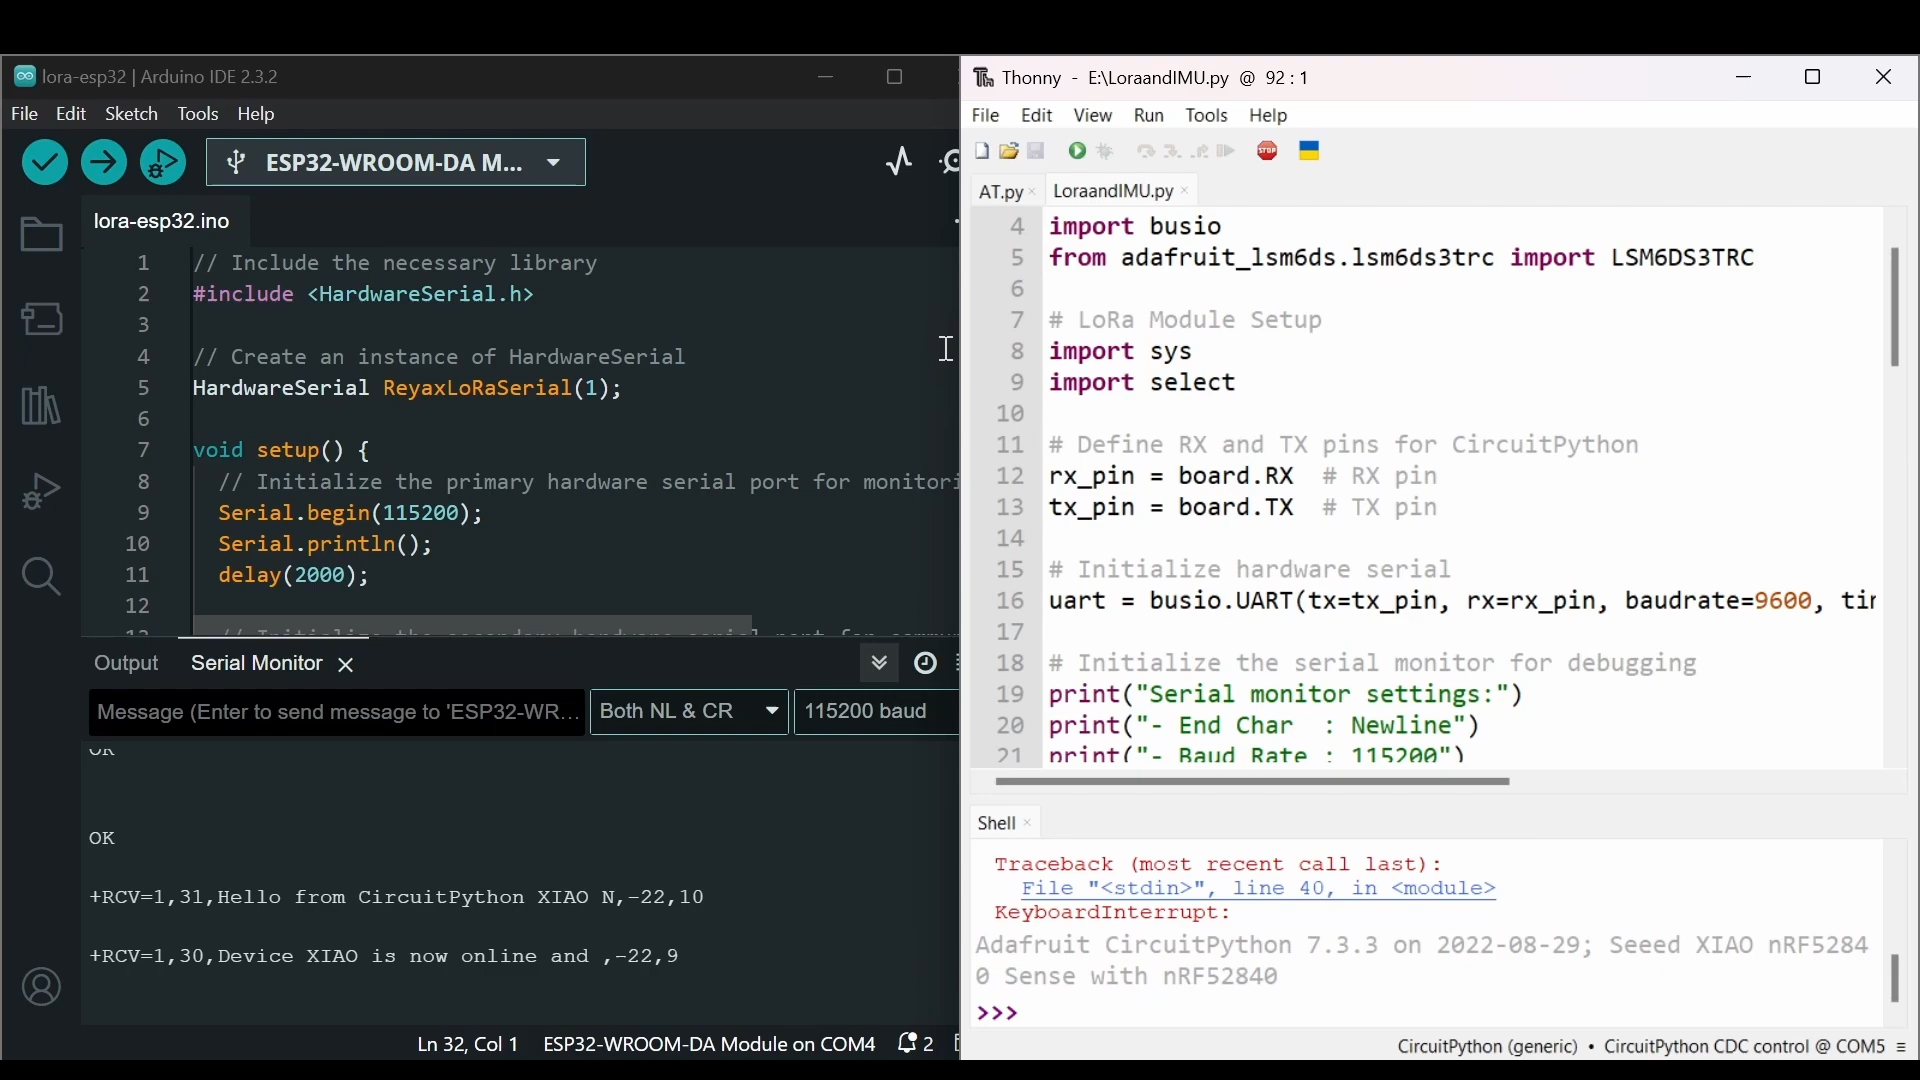 lora-esp32 | Arduino IDE 2.3.2
File Edit Sketch Tools Help
ESP32-WROOM-DA M...
lora-esp32.ino
1 // Include the necessary library
2 #include <HardwareSerial.h>
3
4 // Create an instance of HardwareSerial
5 HardwareSerial ReyaxLoRaSerial(1);
6
7 void setup() {
8 // Initialize the primary hardware serial port for monitori
9 Serial.begin(115200);
10 Serial.println();
11 delay(2000);
12
Output Serial Monitor
Message (Enter to send message to 'ESP32-WR... Both NL & CR 115200 baud
OK
OK
+RCV=1,31,Hello from CircuitPython XIAO N,-22,10
+RCV=1,30,Device XIAO is now online and ,-22,9
Ln 32, Col 1 ESP32-WROOM-DA Module on COM4 2
Thonny - E:\LoraandIMU.py @ 92 : 1
File Edit View Run Tools Help
STOP
AT.py × LoraandIMU.py ×
4 import busio
5 from adafruit_lsm6ds.lsm6ds3trc import LSM6DS3TRC
6
7 # LoRa Module Setup
8 import sys
9 import select
10
11 # Define RX and TX pins for CircuitPython
12 rx_pin = board.RX # RX pin
13 tx_pin = board.TX # TX pin
14
15 # Initialize hardware serial
16 uart = busio.UART(tx=tx_pin, rx=rx_pin, baudrate=9600, tim
17
18 # Initialize the serial monitor for debugging
19 print("Serial monitor settings:")
20 print("- End Char : Newline")
21 print("- Baud Rate : 115200")
Shell ×
Traceback (most recent call last):
File "<stdin>", line 40, in <module>
KeyboardInterrupt:
Adafruit CircuitPython 7.3.3 on 2022-08-29; Seeed XIAO nRF5284
0 Sense with nRF52840
>>>
CircuitPython (generic) • CircuitPython CDC control @ COM5 ≡